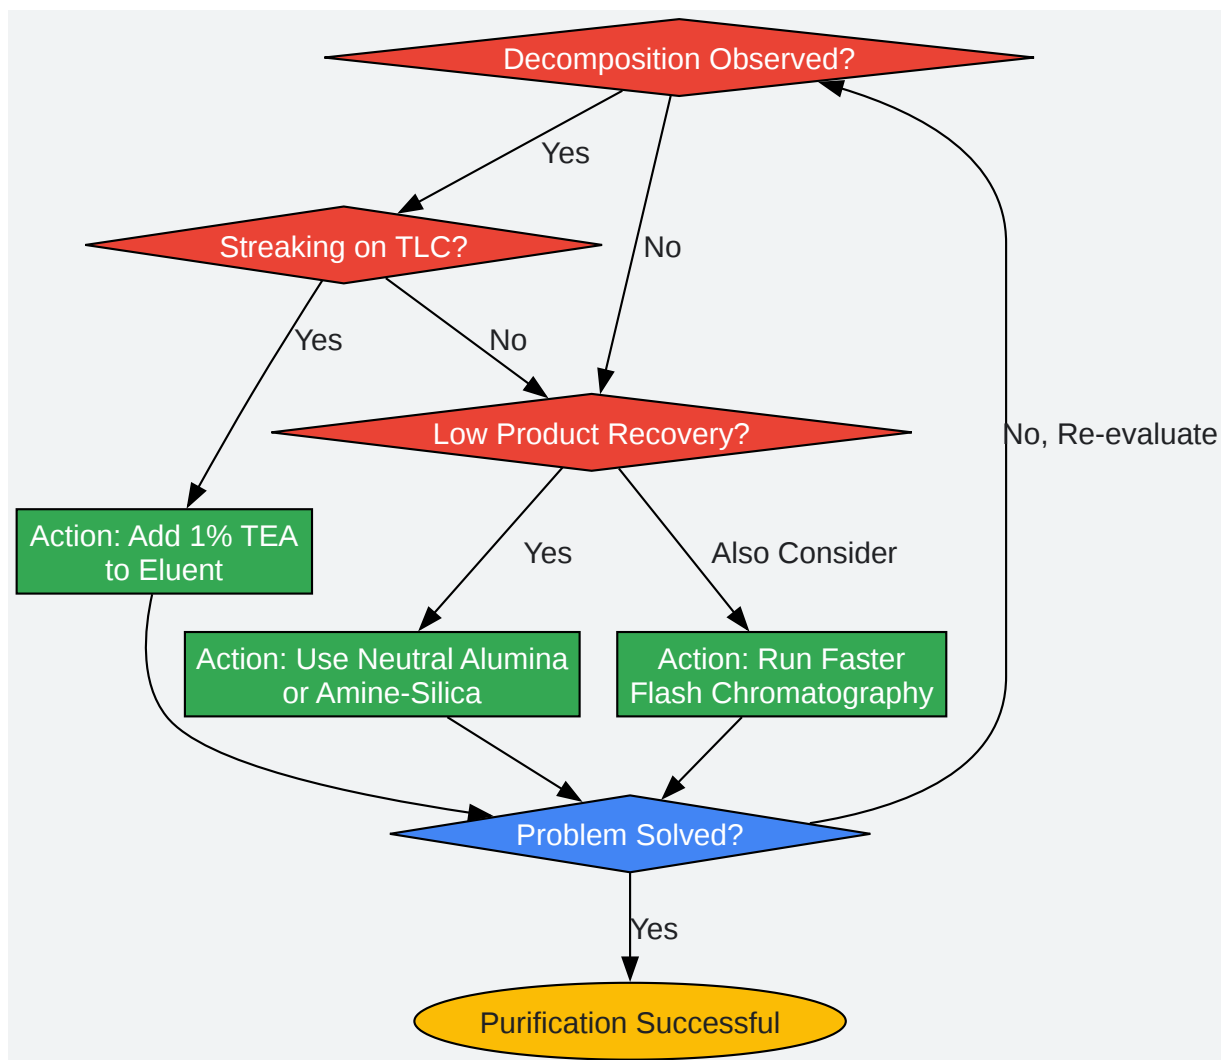 Decomposition Observed?
Yes
Streaking on TLC?
No
Yes
No
Low Product Recovery?
No, Re-evaluate
Action: Add 1% TEA
to Eluent
Yes
Also Consider
Action: Use Neutral Alumina
or Amine-Silica
Action: Run Faster
Flash Chromatography
Problem Solved?
Yes
Purification Successful